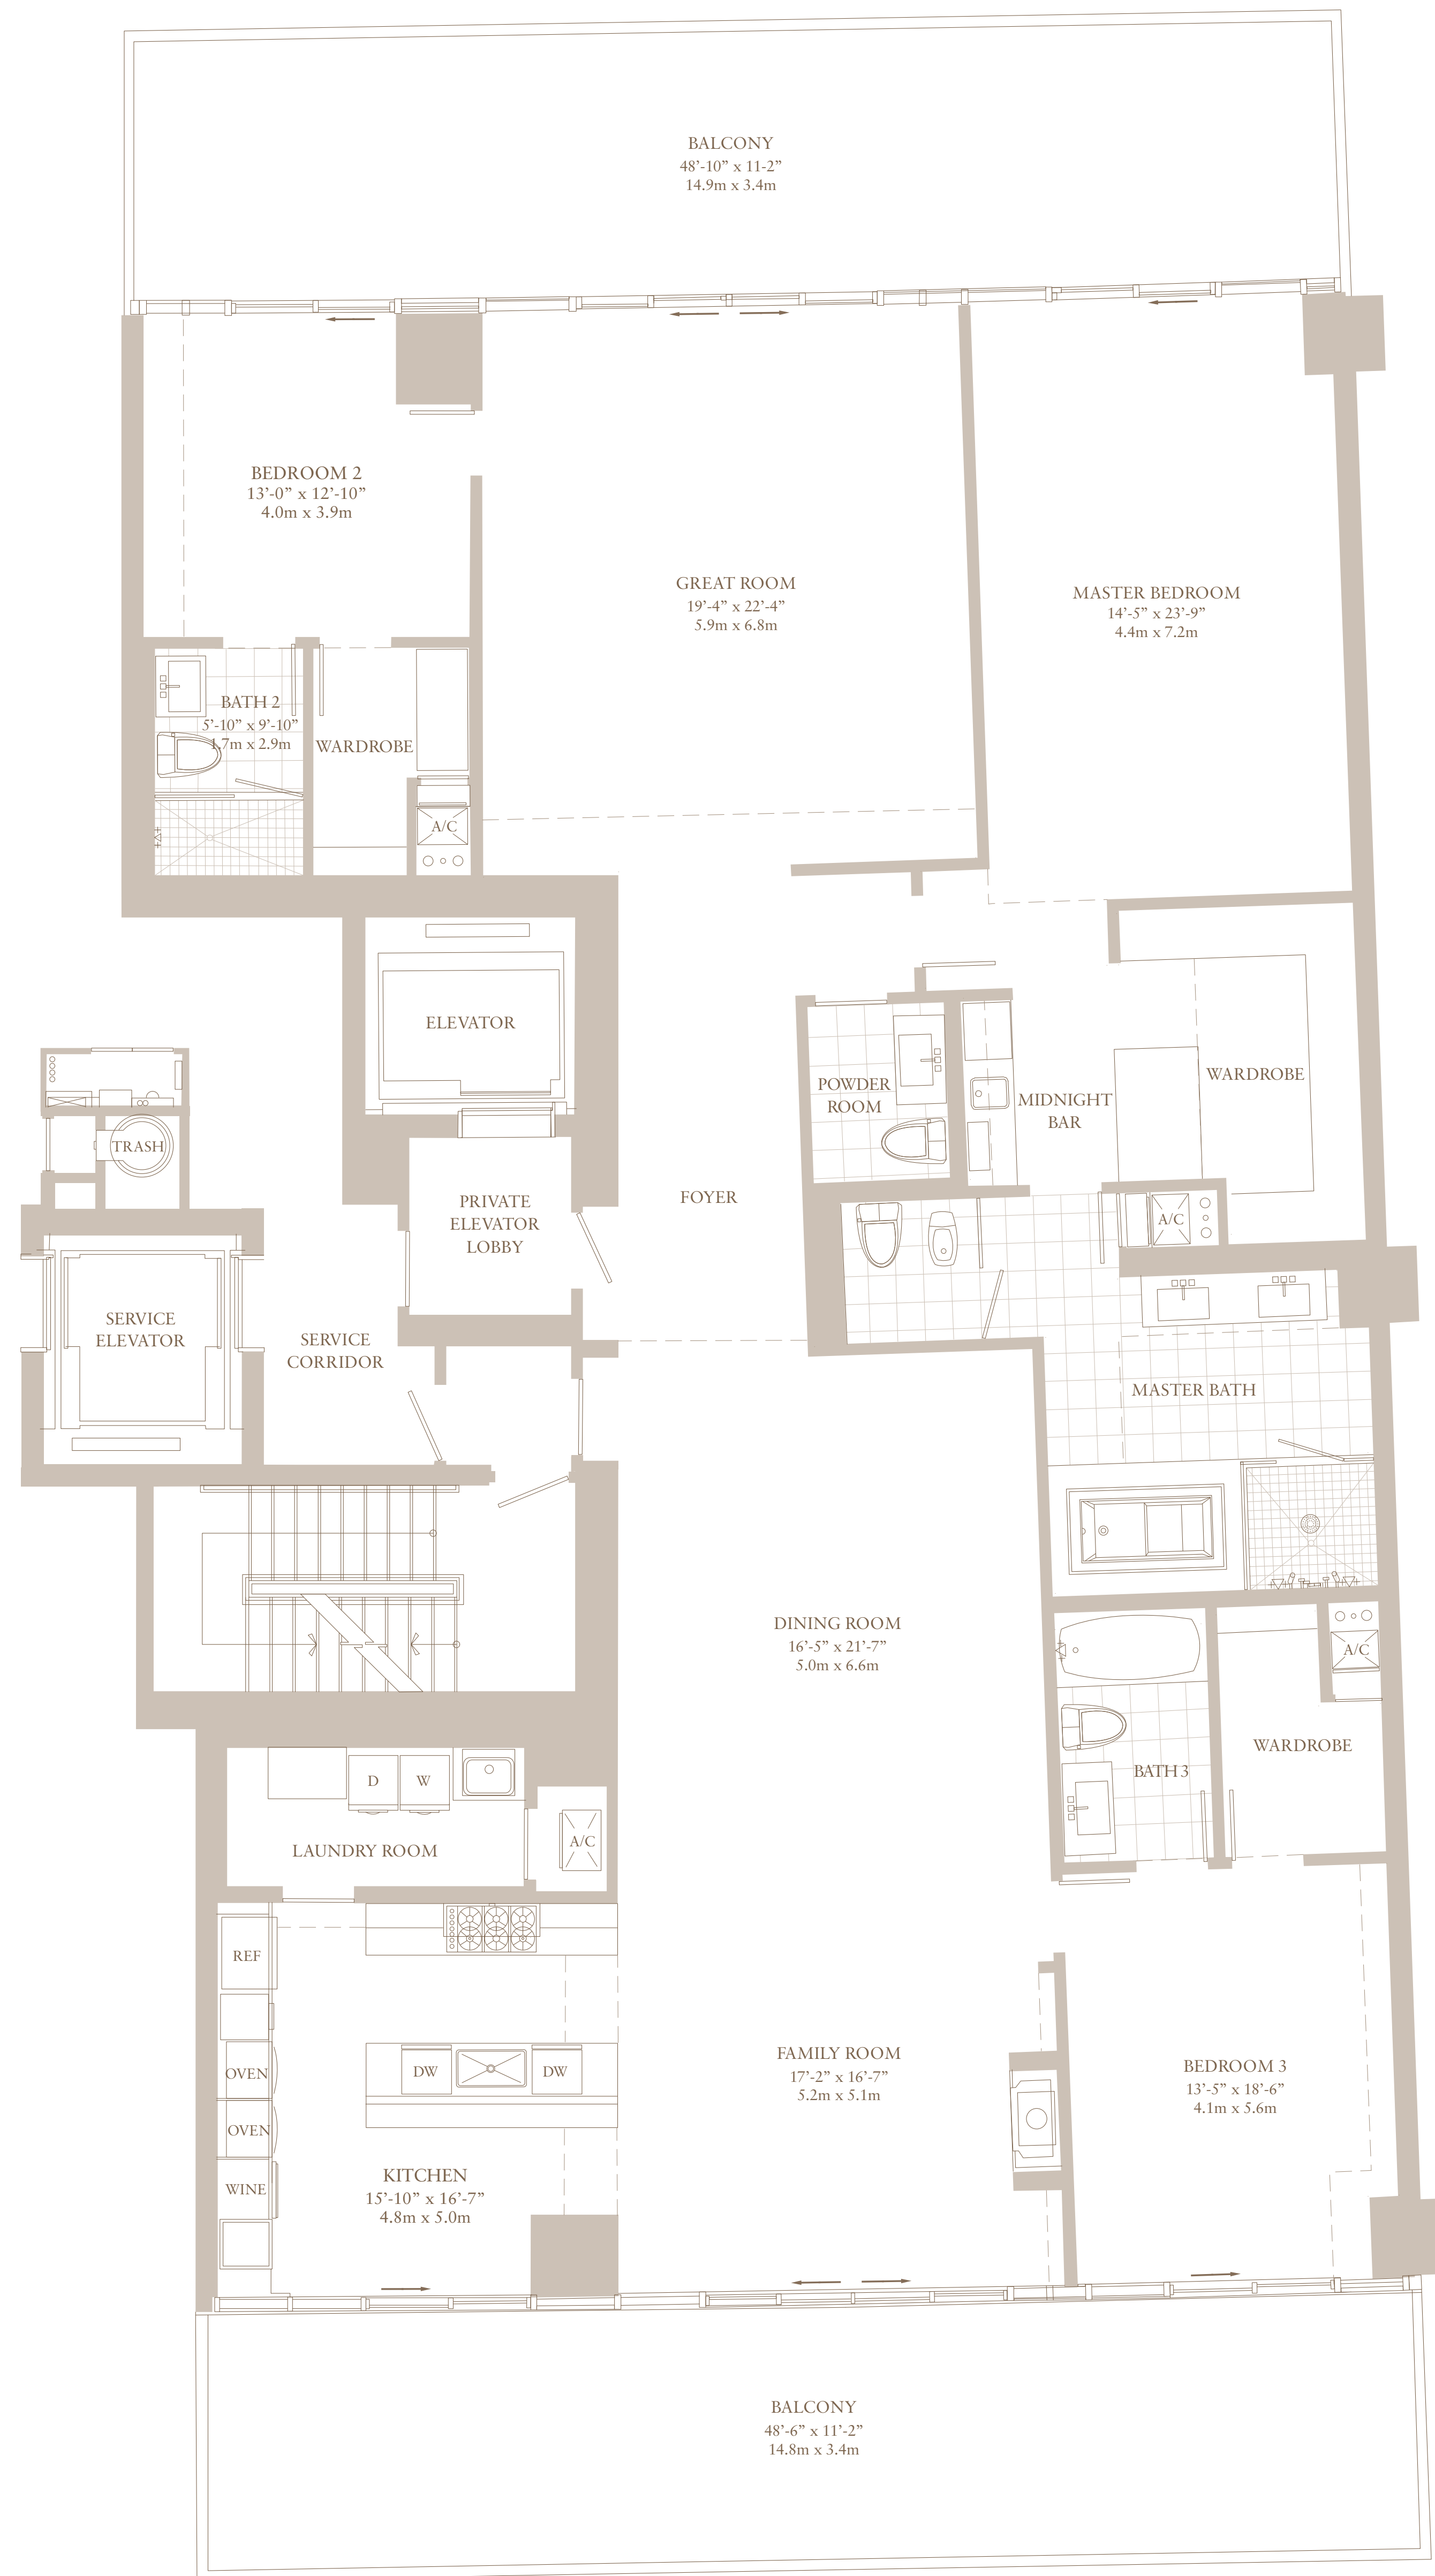 BALCONY
48’-10” x 11-2”
14.9m x 3.4m
BEDROOM 2
13’-0” x 12’-10”
4.0m x 3.9m
GREAT ROOM
19’-4” x 22’-4”
5.9m x 6.8m
MASTER BEDROOM
14’-5” x 23’-9”
4.4m x 7.2m
BATH 2
5’-10” x 9’-10”
1.7m x 2.9m
WARDROBE
A/C
ELEVATOR
POWDER
ROOM
MIDNIGHT
BAR
WARDROBE
TRASH
PRIVATE
ELEVATOR
LOBBY
FOYER
A/C
SERVICE
ELEVATOR
SERVICE
CORRIDOR
MASTER BATH
DINING ROOM
16’-5” x 21’-7”
5.0m x 6.6m
A/C
WARDROBE
BATH 3
D
W
A/C
LAUNDRY ROOM
REF
OVEN
OVEN
WINE
DW
DW
KITCHEN
15’-10” x 16’-7”
4.8m x 5.0m
FAMILY ROOM
17’-2” x 16’-7”
5.2m x 5.1m
BEDROOM 3
13’-5” x 18’-6”
4.1m x 5.6m
BALCONY
48’-6” x 11’-2”
14.8m x 3.4m